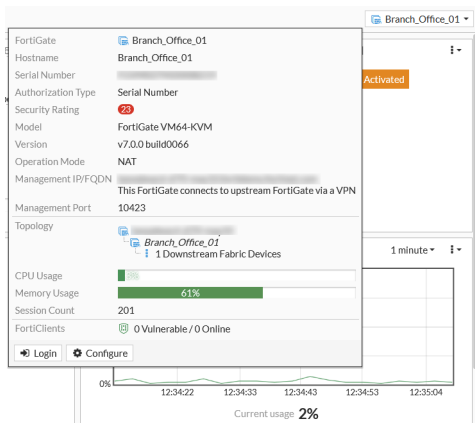 Branch_Office_01
FortiGate Branch_Office_01
Hostname Branch_Office_01
Serial Number
Authorization Type Serial Number
Security Rating 23
Model FortiGate VM64-KVM
Version v7.0.0 build0066
Operation Mode NAT
Management IP/FQDN
This FortiGate connects to upstream FortiGate via a VPN
Management Port 10423
Topology
Branch_Office_01
1 Downstream Fabric Devices
CPU Usage
Memory Usage 61%
Session Count 201
FortiClients 0 Vulnerable / 0 Online
Login Configure
Activated
1 minute
0%
12:34:22 12:34:33 12:34:43 12:34:53 12:35:04
Current usage 2%